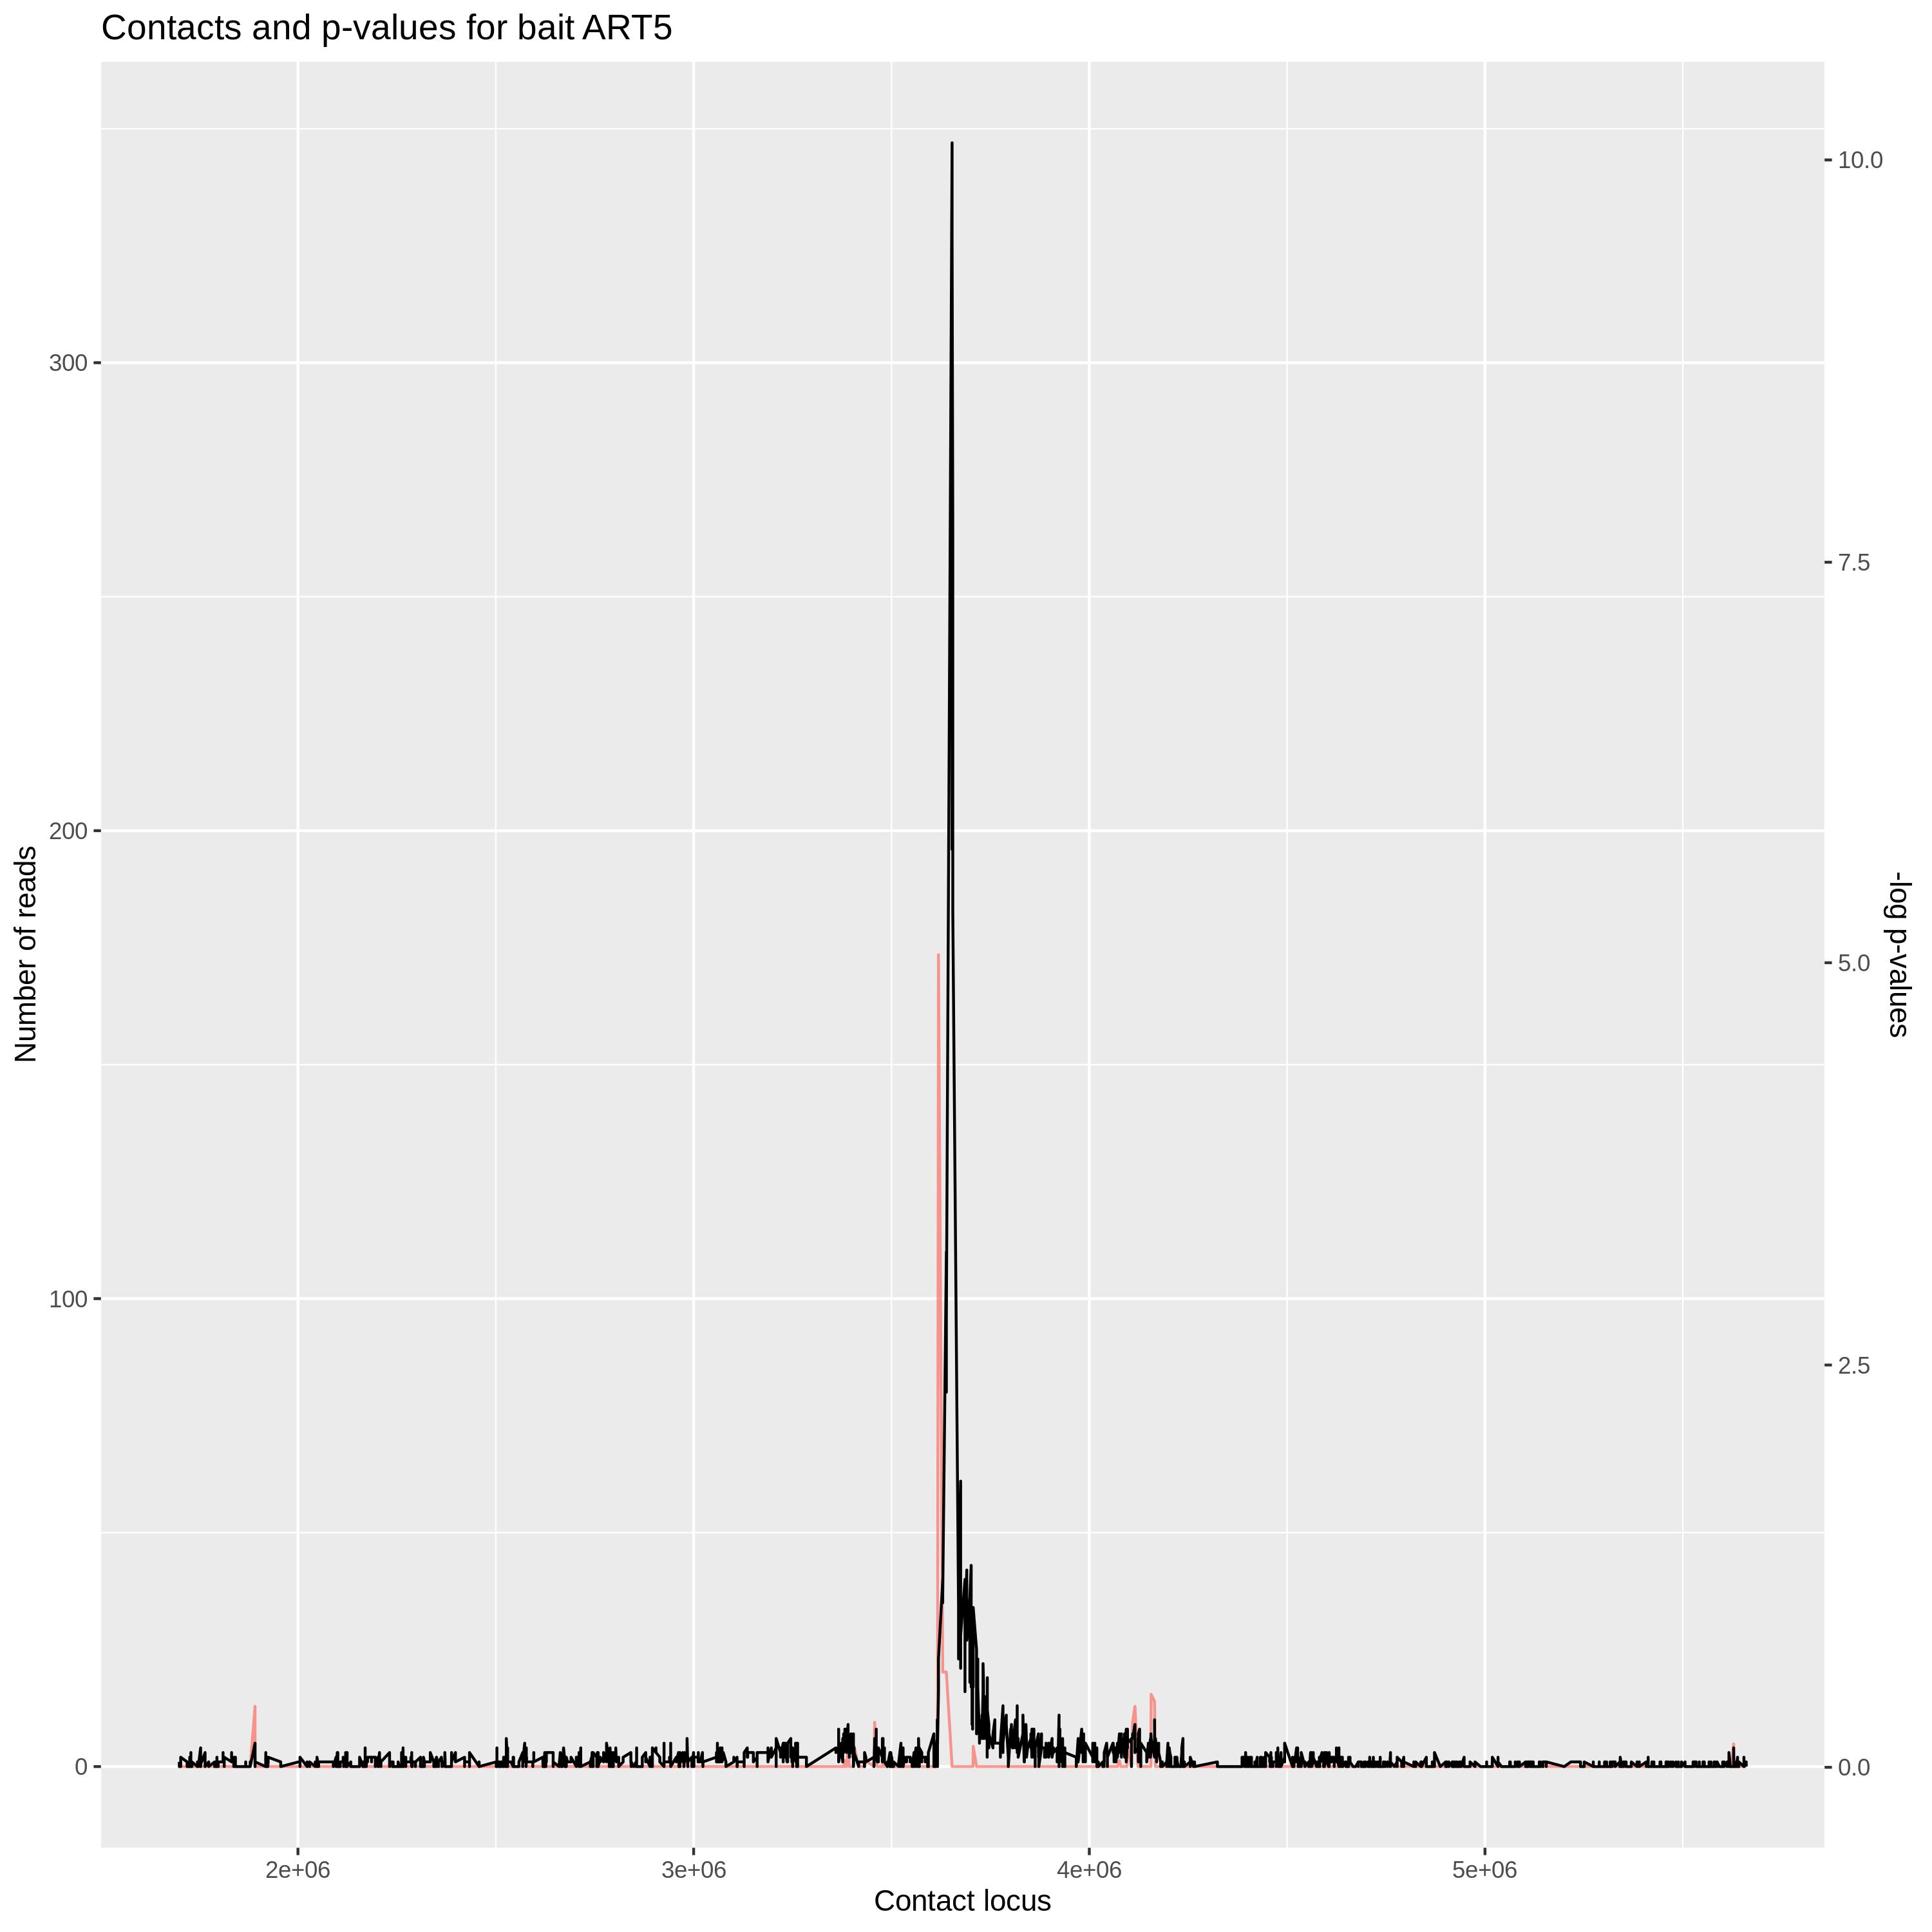 Contacts and p-values for bait ART5
Number of reads
300
200
100
0
10.0
7.5
5.0
2.5
0.0
-log p-values
2e+06
3e+06
4e+06
5e+06
Contact locus